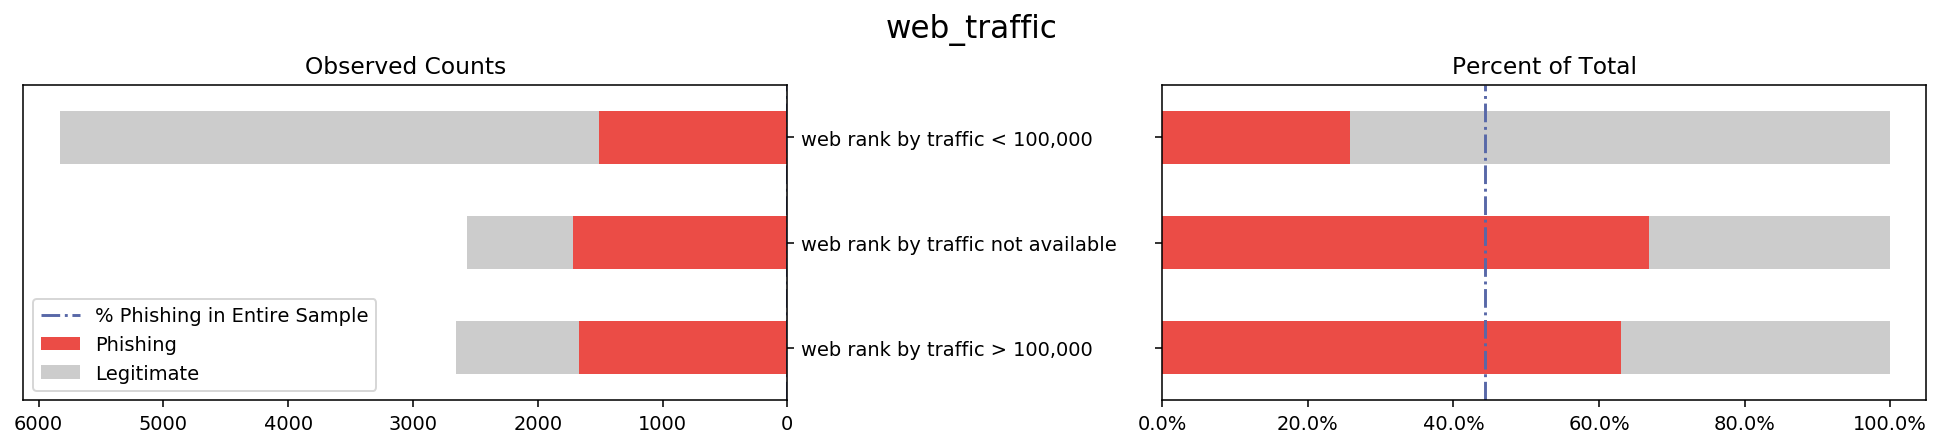 web_traffic
Observed Counts
Percent of Total
web rank by traffic < 100,000
web rank by traffic not available
web rank by traffic > 100,000
% Phishing in Entire Sample
Phishing
Legitimate
6000 5000 4000 3000 2000 1000 0
0.0% 20.0% 40.0% 60.0% 80.0% 100.0%